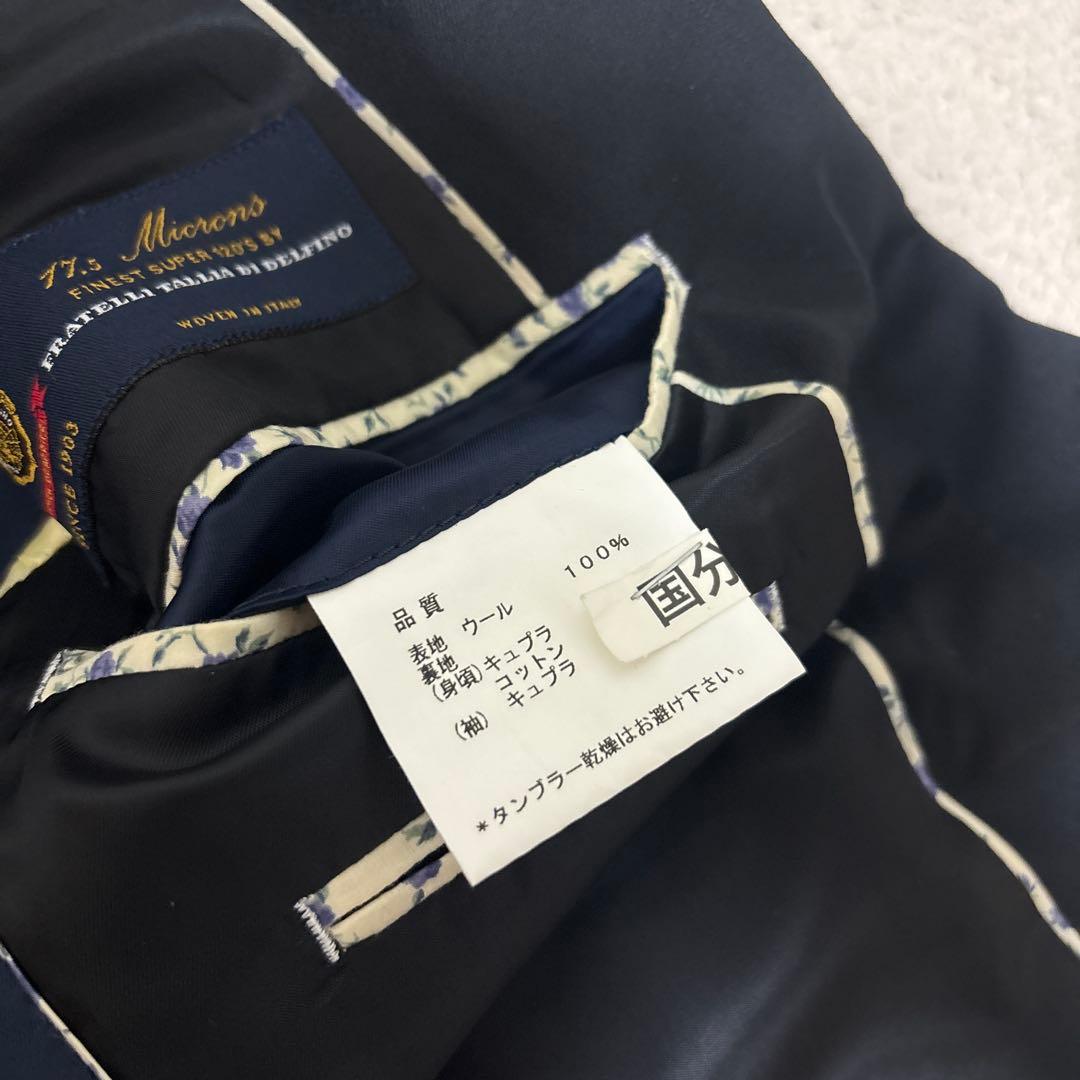 17.5 Microns
FINEST SUPER 120'S BY
FRATELLI TALLIA DI DELFINO
WOVEN IN ITALY
SINCE 1903
品質
表地 ウール 100%
裏地
(身頃)キュプラ
コットン
(袖) キュプラ
国分
*タンブラー乾燥はお避け下さい。